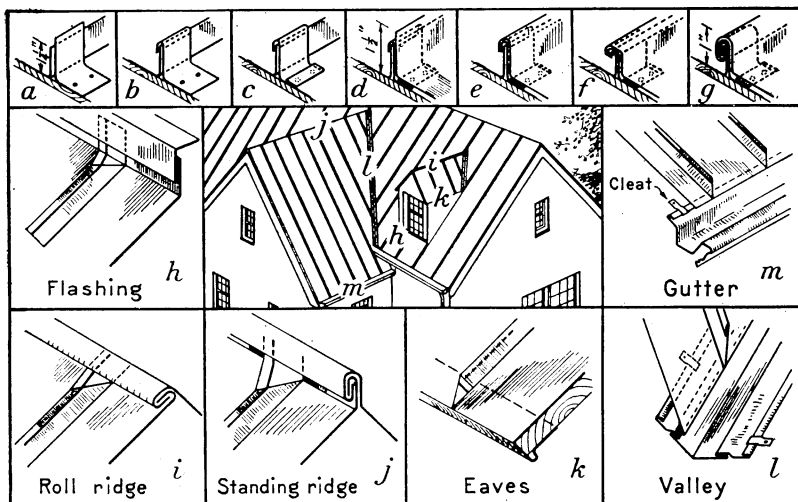 a
b
c
d
e
f
g
h
Flashing
j
l
i
k
h
m
Cleat
m
Gutter
i
Roll ridge
j
Standing ridge
k
Eaves
l
Valley